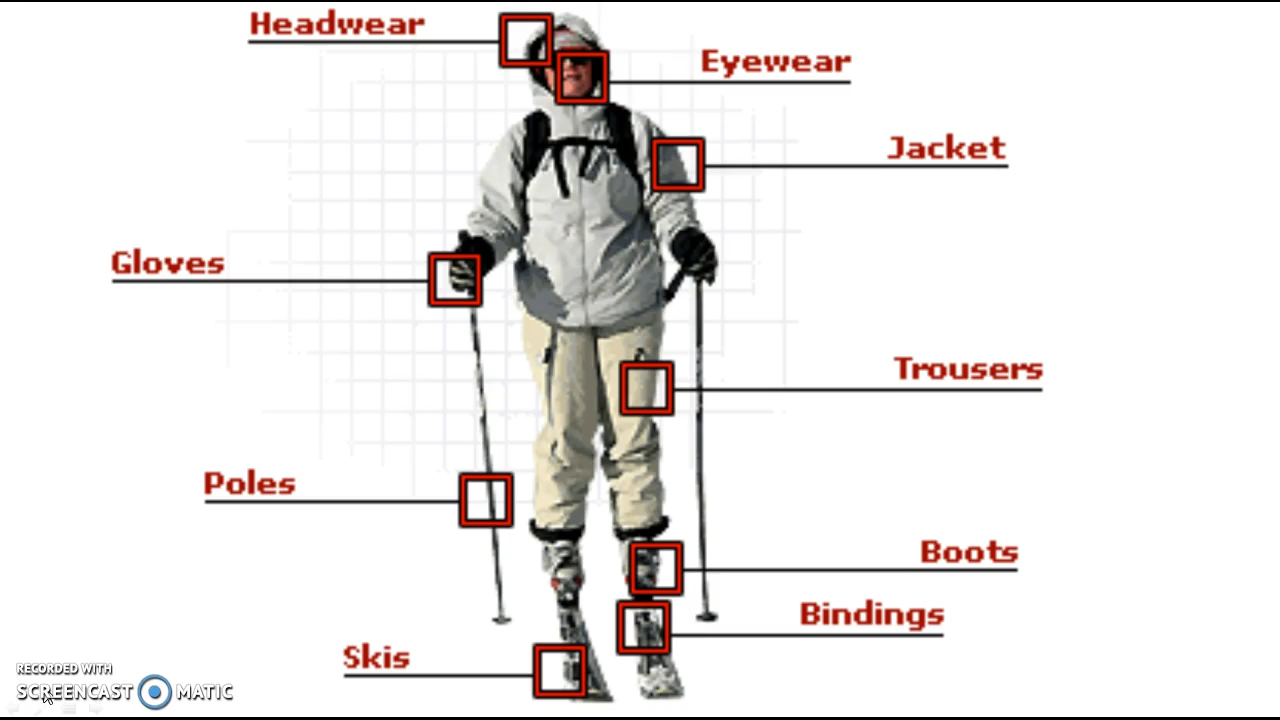 Headwear
Eyewear
Jacket
Gloves
Trousers
Poles
Boots
Bindings
Skis
RECORDED WITH
SCREENCAST MATIC